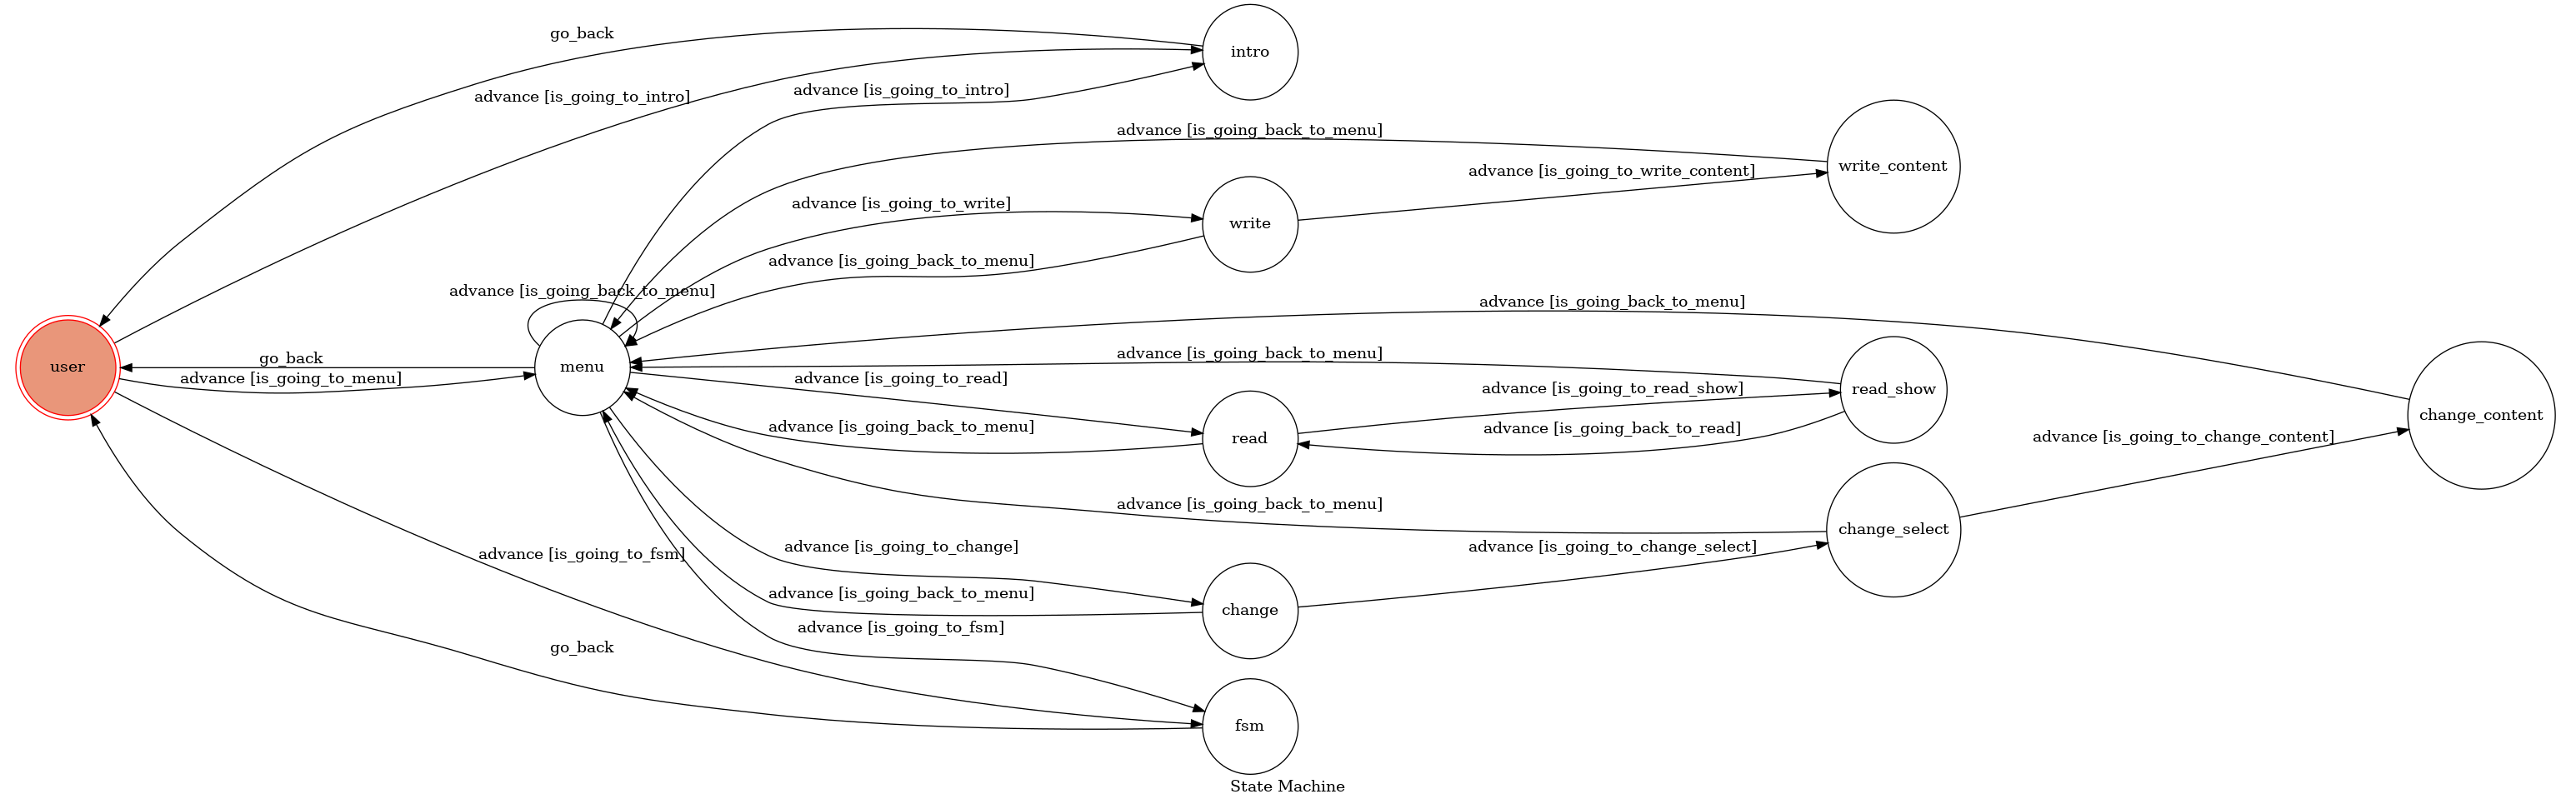 go_back
intro
advance [is_going_to_intro]
advance [is_going_to_intro]
advance [is_going_back_to_menu]
write_content
advance [is_going_to_write_content]
advance [is_going_to_write]
write
advance [is_going_back_to_menu]
advance [is_going_back_to_menu]
advance [is_going_back_to_menu]
user
go_back
advance [is_going_to_menu]
menu
advance [is_going_back_to_menu]
advance [is_going_to_read]
advance [is_going_to_read_show]
read_show
change_content
advance [is_going_back_to_menu]
read
advance [is_going_back_to_read]
advance [is_going_to_change_content]
advance [is_going_back_to_menu]
change_select
advance [is_going_to_fsm]
advance [is_going_to_change]
advance [is_going_to_change_select]
advance [is_going_back_to_menu]
change
advance [is_going_to_fsm]
go_back
fsm
State Machine